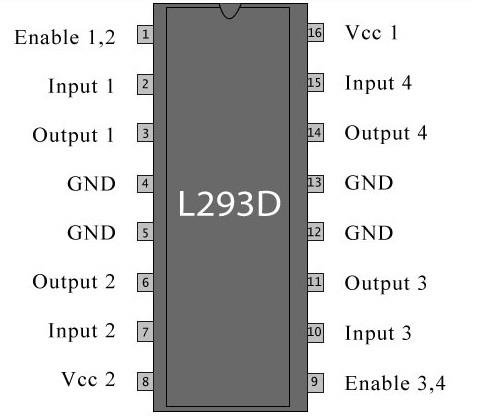 Enable 1,2 1 16 Vcc 1
Input 1 2 15 Input 4
Output 1 3 14 Output 4
GND 4 13 GND
L293D
GND 5 12 GND
Output 2 6 11 Output 3
Input 2 7 10 Input 3
Vcc 2 8 9 Enable 3,4